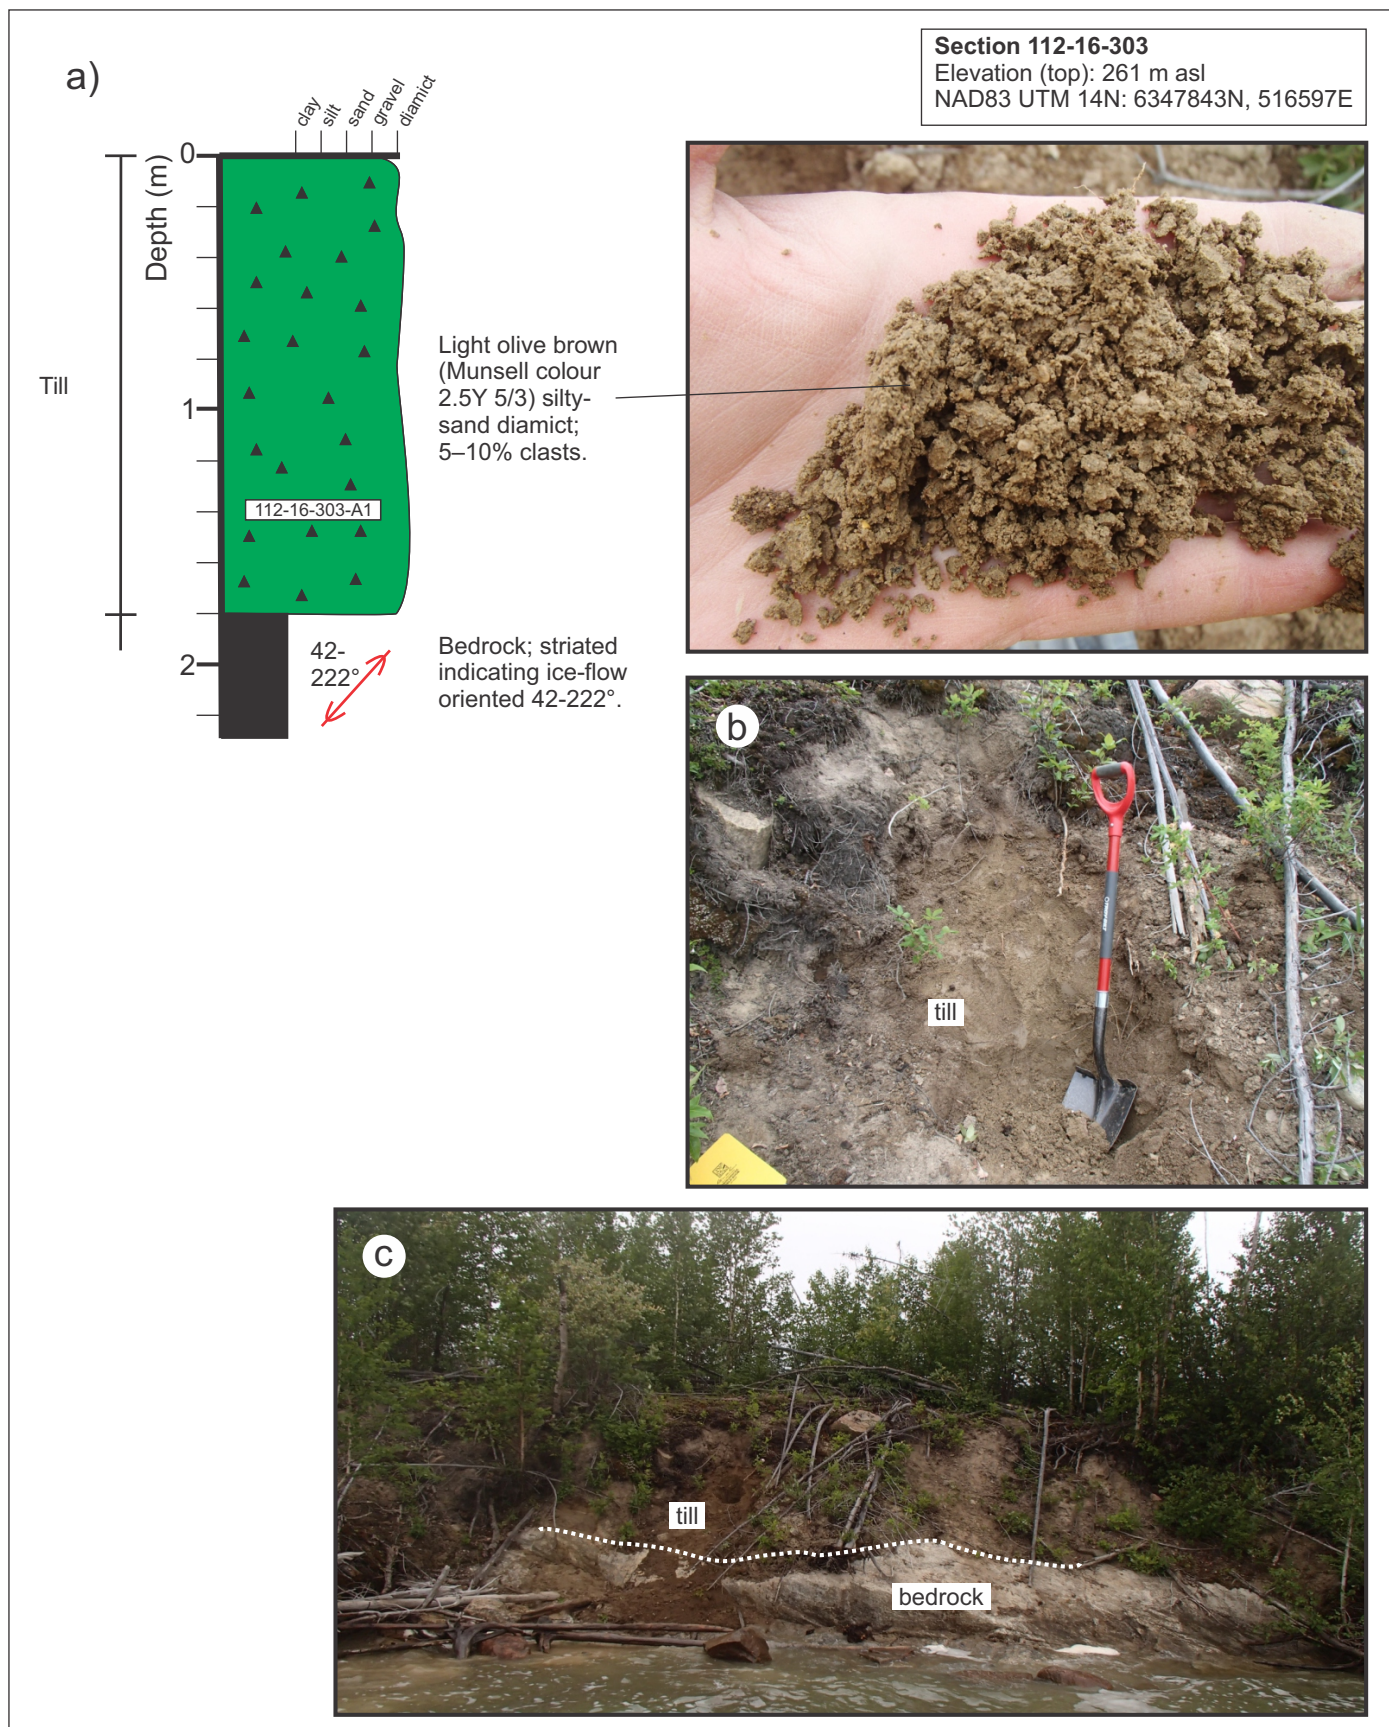 Section 112-16-303
Elevation (top): 261 m asl
NAD83 UTM 14N: 6347843N, 516597E
a)
clay
silt
sand
gravel
diamict
Depth (m)
0
1
2
Till
Light olive brown
(Munsell colour
2.5Y 5/3) silty-
sand diamict;
5–10% clasts.
112-16-303-A1
42-
222°
Bedrock; striated
indicating ice-flow
oriented 42-222°.
b
till
c
till
bedrock